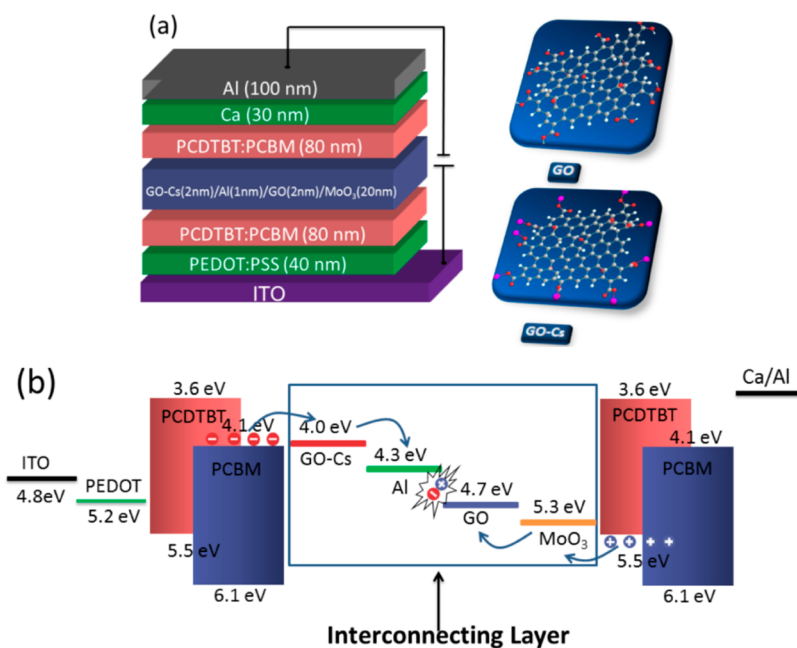 (a)
Al (100 nm)
Ca (30 nm)
PCDTBT:PCBM (80 nm)
GO-Cs(2nm)/Al(1nm)/GO(2nm)/MoO₃(20nm)
PCDTBT:PCBM (80 nm)
PEDOT:PSS (40 nm)
ITO
GO
GO-Cs
(b)
ITO
4.8eV
PEDOT
5.2 eV
3.6 eV
PCDTBT
5.5 eV
4.1 eV
PCBM
6.1 eV
4.0 eV
GO-Cs
4.3 eV
Al
4.7 eV
GO
5.3 eV
MoO₃
3.6 eV
PCDTBT
5.5 eV
4.1 eV
PCBM
6.1 eV
Ca/Al
Interconnecting Layer